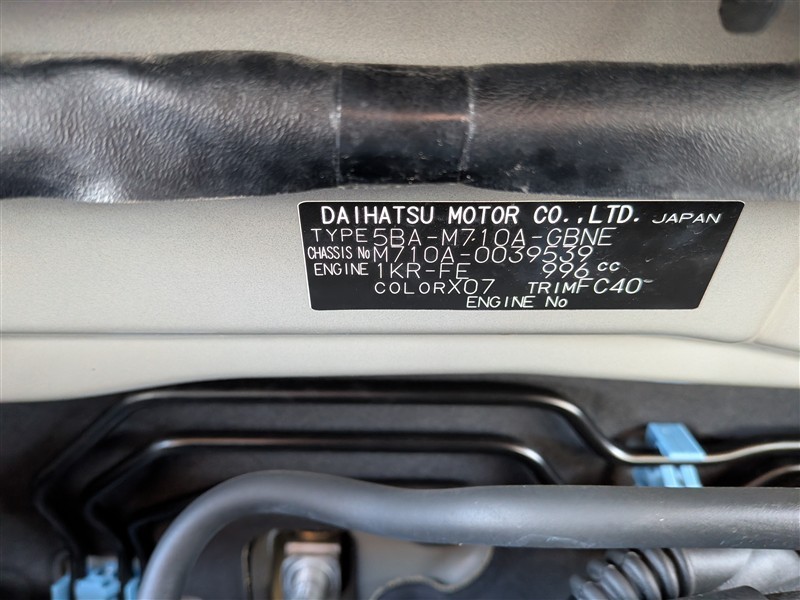 DAIHATSU MOTOR CO.,LTD. JAPAN
TYPE 5BA-M710A-GBNE
CHASSIS No M710A-0039539
ENGINE 1KR-FE 996 cc
COLOR X07 TRIM FC40
ENGINE No